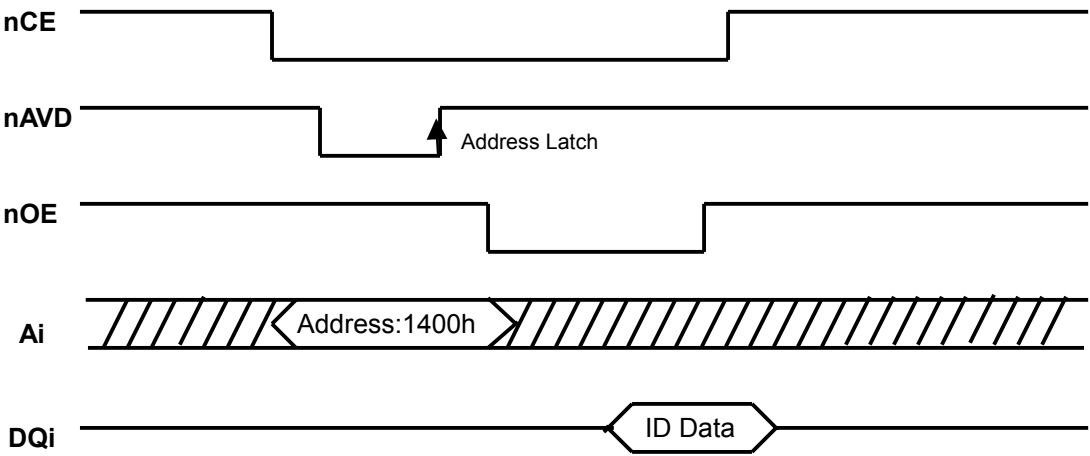 nCE
nAVD
Address Latch
nOE
Ai
Address:1400h
DQi
ID Data